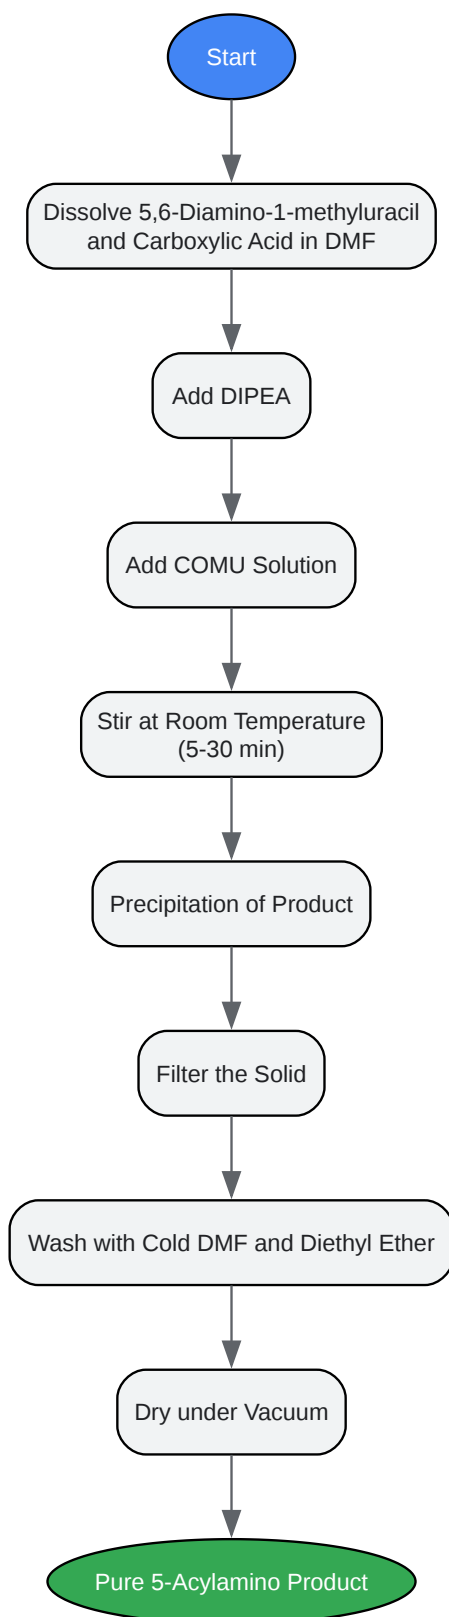 Start
Dissolve 5,6-Diamino-1-methyluracil
and Carboxylic Acid in DMF
Add DIPEA
Add COMU Solution
Stir at Room Temperature
(5-30 min)
Precipitation of Product
Filter the Solid
Wash with Cold DMF and Diethyl Ether
Dry under Vacuum
Pure 5-Acylamino Product